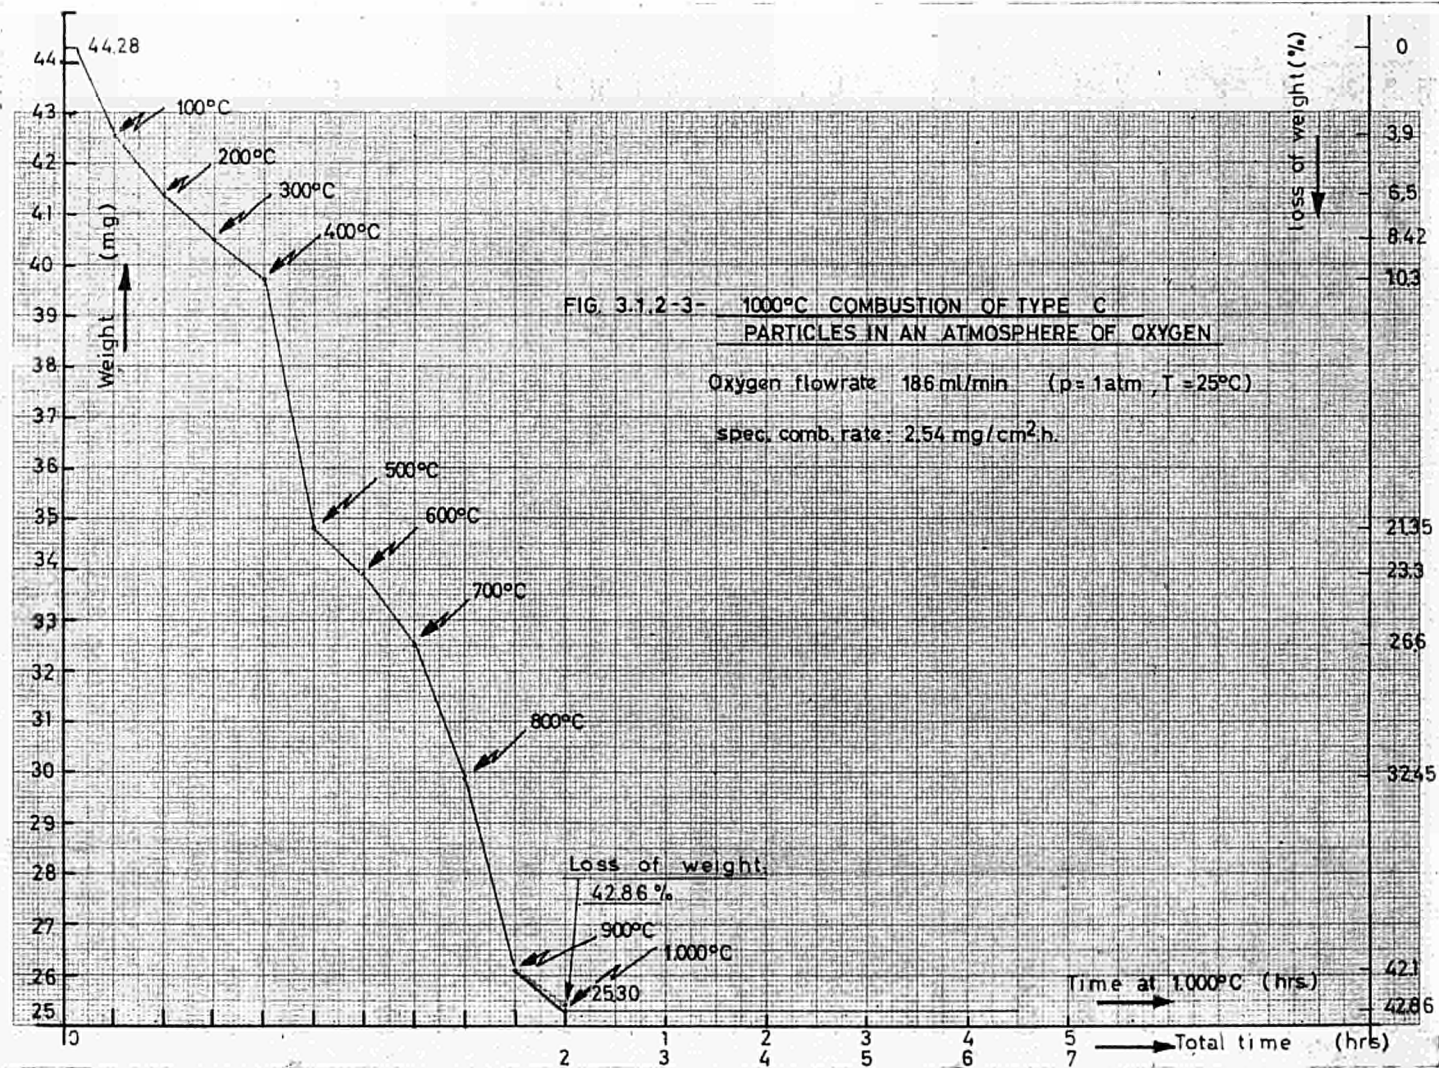 44.28
44
43
42
41
40
39
38
37
36
35
34
33
32
31
30
29
28
27
26
25
Weight (mg)
100°C
200°C
300°C
400°C
500°C
600°C
700°C
800°C
900°C
1.000°C
FIG. 3.1.2-3- 1000°C COMBUSTION OF TYPE C
PARTICLES IN AN ATMOSPHERE OF OXYGEN
Oxygen flowrate 186 ml/min (p= 1atm , T =25°C)
spec. comb. rate: 2.54 mg/cm².h.
Loss of weight
42.86 %
25.30
loss of weight (%)
0
3,9
6,5
8.42
10.3
21.35
23.3
26.6
32.45
42.1
42.86
Time at 1.000°C (hrs.)
0 1 2 3 4 5
Total time (hrs)
2 3 4 5 6 7